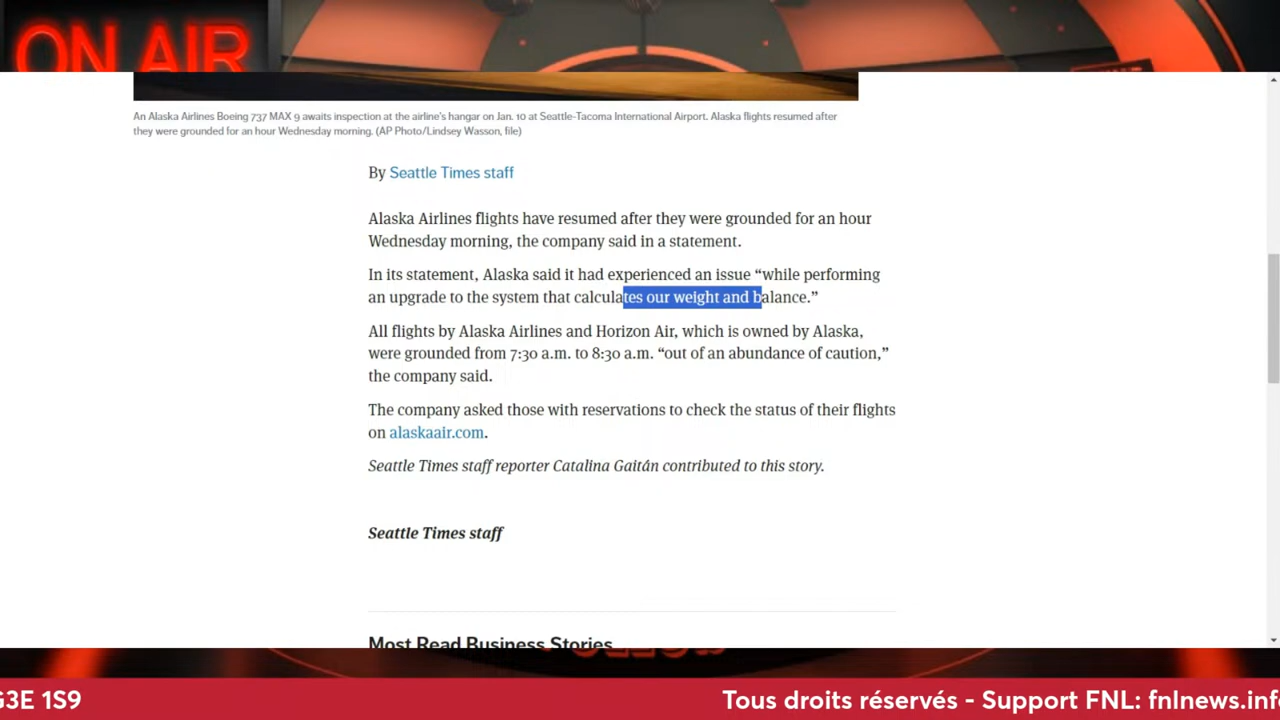 ON AIR
An Alaska Airlines Boeing 737 MAX 9 awaits inspection at the airline's hangar on Jan. 10 at Seattle-Tacoma International Airport. Alaska flights resumed after
they were grounded for an hour Wednesday morning. (AP Photo/Lindsey Wasson, file)
By Seattle Times staff
Alaska Airlines flights have resumed after they were grounded for an hour
Wednesday morning, the company said in a statement.
In its statement, Alaska said it had experienced an issue “while performing
an upgrade to the system that calculates our weight and balance.”
All flights by Alaska Airlines and Horizon Air, which is owned by Alaska,
were grounded from 7:30 a.m. to 8:30 a.m. “out of an abundance of caution,”
the company said.
The company asked those with reservations to check the status of their flights
on alaskaair.com.
Seattle Times staff reporter Catalina Gaitán contributed to this story.
Seattle Times staff
Most Read Business Stories
G3E 1S9 Tous droits réservés - Support FNL: fnlnews.inf